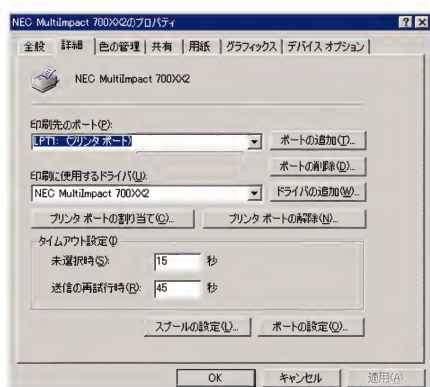 NEC MultiImpact 700XX2のプロパティ
全般 詳細 色の管理 共有 用紙 グラフィックス デバイス オプション
NEC MultiImpact 700XX2
印刷先のポート(P):
LPT1: (プリンタ ポート)
ポートの追加(T)...
ポートの削除(D)...
印刷に使用するドライバ(U):
NEC MultiImpact 700XX2
ドライバの追加(W)...
プリンタ ポートの割り当て(C)... プリンタ ポートの解除(N)...
タイムアウト設定(I)
未選択時(S): 15 秒
送信の再試行時(R): 45 秒
スプールの設定(L)... ポートの設定(O)...
OK キャンセル 適用(A)